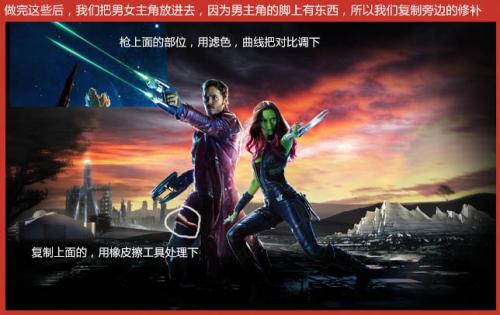 做完这些后，我们把男女主角放进去，因为男主角的脚上有东西，所以我们复制旁边的修补
枪上面的部位，用滤色，曲线把对比调下
复制上面的，用橡皮擦工具处理下